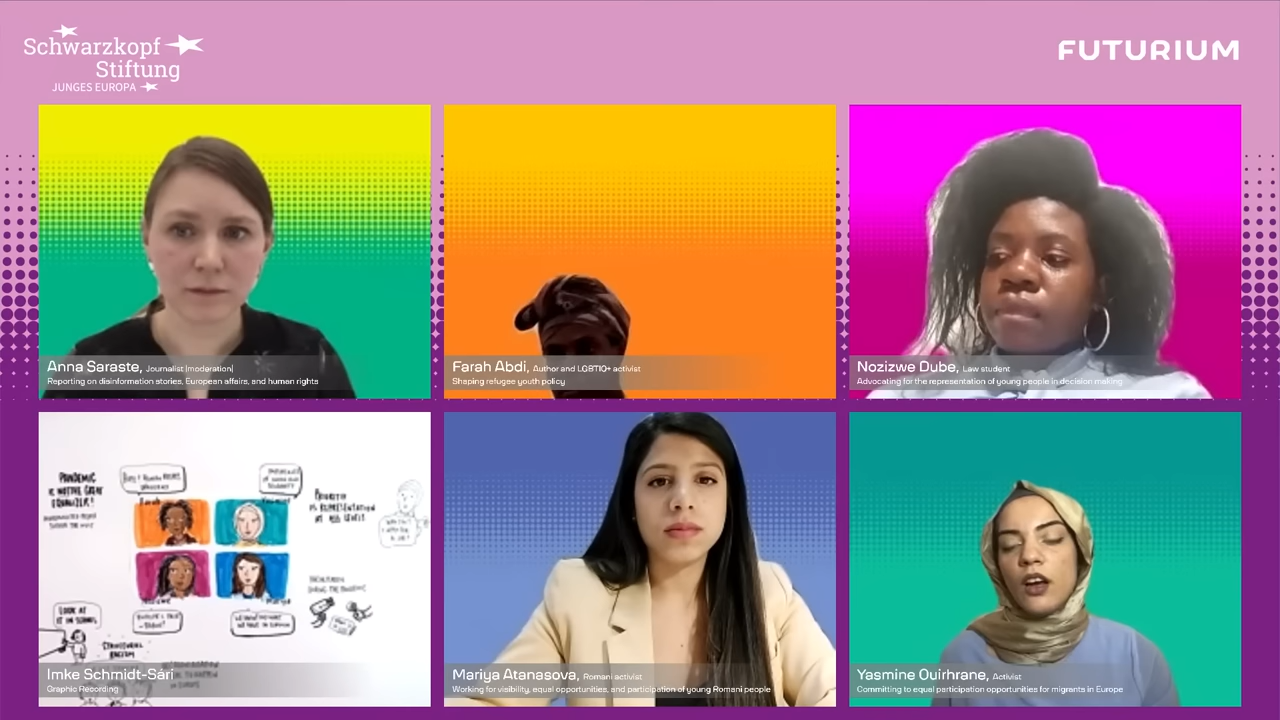 Schwarzkopf
Stiftung
JUNGES EUROPA
FUTURIUM
Anna Saraste, Journalist (moderation)
Reporting on disinformation stories, European affairs, and human rights
Farah Abdi, Author and LGBTIQ+ activist
Shaping refugee youth policy
Nozizwe Dube, Law student
Advocating for the representation of young people in decision making
PANDEMIC
IS NOT THE GREAT
EQUALIZER!
PRIORITY
IS REPRESENTATION
AT ALL LEVELS
LOOK AT
IT IN SCHOOL
STRUCTURAL
RACISM
Imke Schmidt-Sári
Graphic Recording
Mariya Atanasova, Romani activist
Working for visibility, equal opportunities, and participation of young Romani people
Yasmine Ouirhrane, Activist
Committing to equal participation opportunities for migrants in Europe